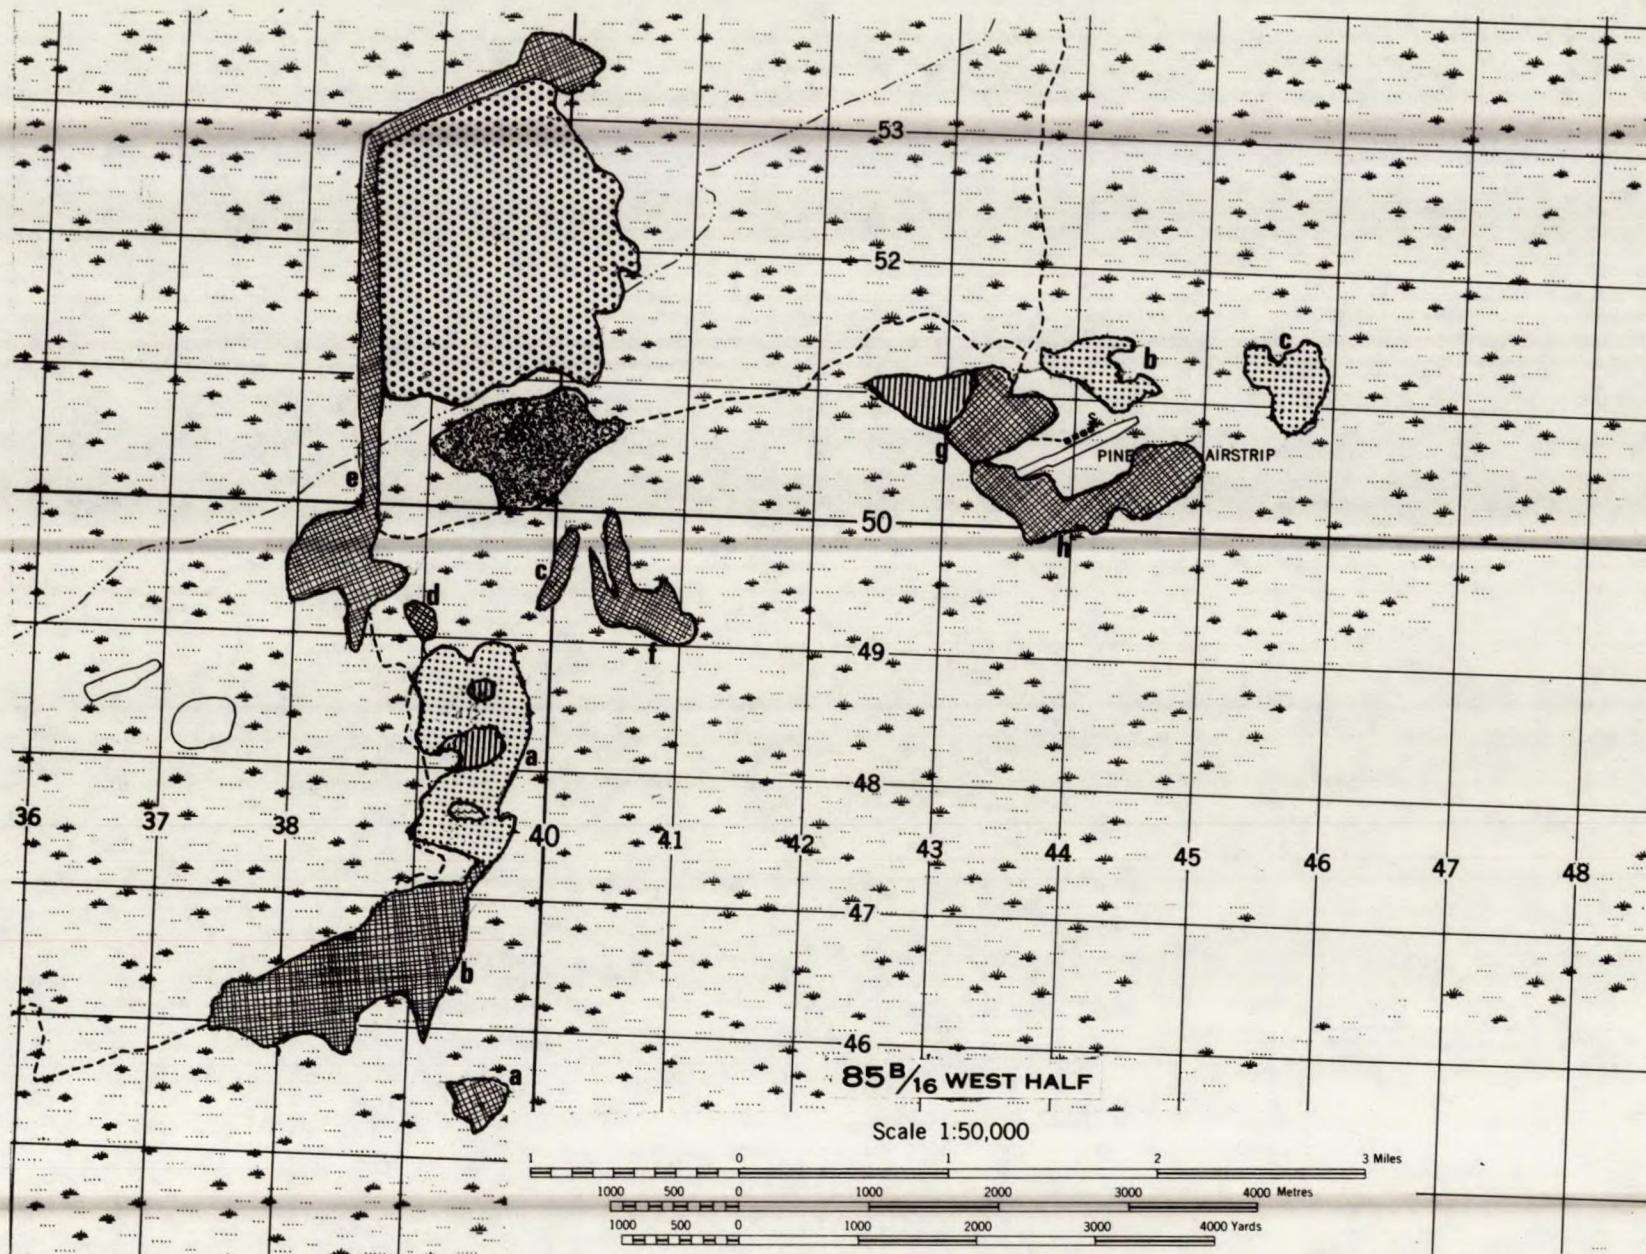 53
52
b
c
s
g
PINE AIRSTRIP
e
50
h
c
d
f
49
a
48
36 37 38 40 41 42 43 44 45 46 47 48
47
b
46
85 B/16 WEST HALF
a
Scale 1:50,000
1 0 1 2 3 Miles
1000 500 0 1000 2000 3000 4000 Metres
1000 500 0 1000 2000 3000 4000 Yards